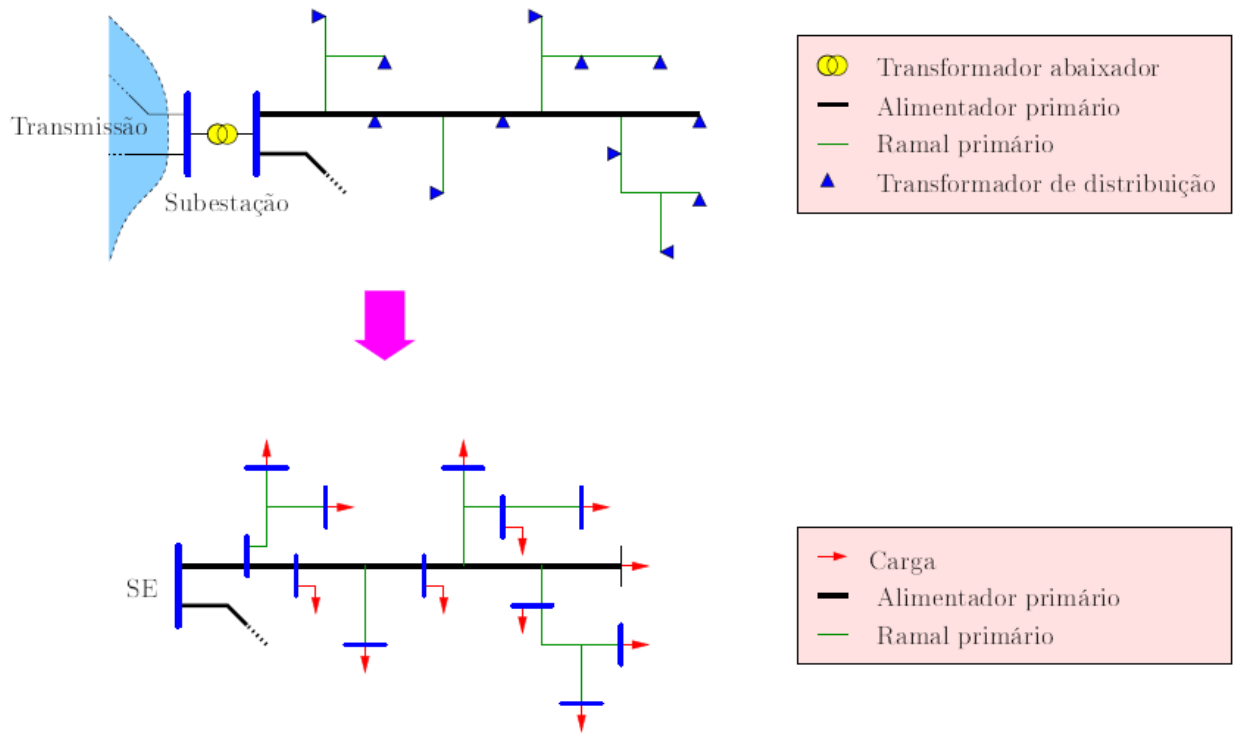 Transmissão
Subestação
Transformador abaixador
Alimentador primário
Ramal primário
Transformador de distribuição
SE
Carga
Alimentador primário
Ramal primário